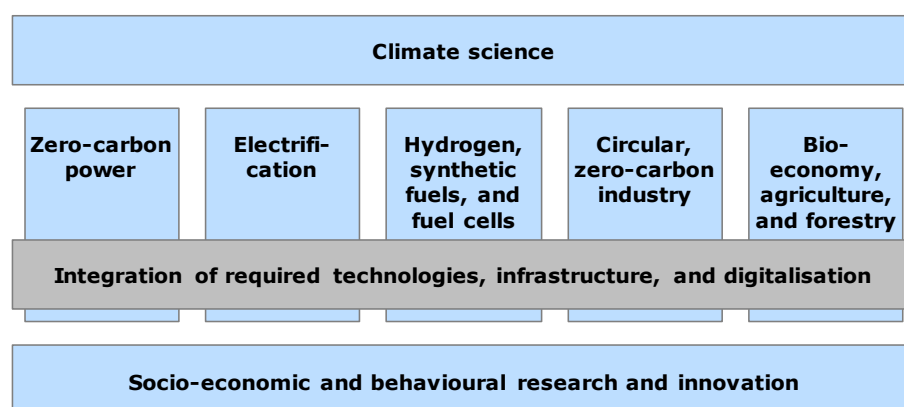 Climate science
Zero-carbon
power
Electrifi-
cation
Hydrogen,
synthetic
fuels, and
fuel cells
Circular,
zero-carbon
industry
Bio-
economy,
agriculture,
and forestry
Integration of required technologies, infrastructure, and digitalisation
Socio-economic and behavioural research and innovation